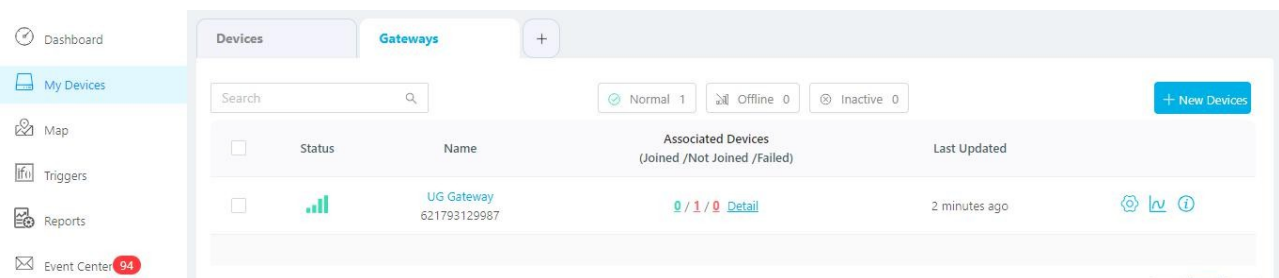 Dashboard
My Devices
Map
Triggers
Reports
Event Center 94
Devices
Gateways
+
Search
Normal 1
Offline 0
Inactive 0
+ New Devices
Status
Name
Associated Devices
(Joined /Not Joined /Failed)
Last Updated
UG Gateway
621793129987
0 / 1 / 0 Detail
2 minutes ago